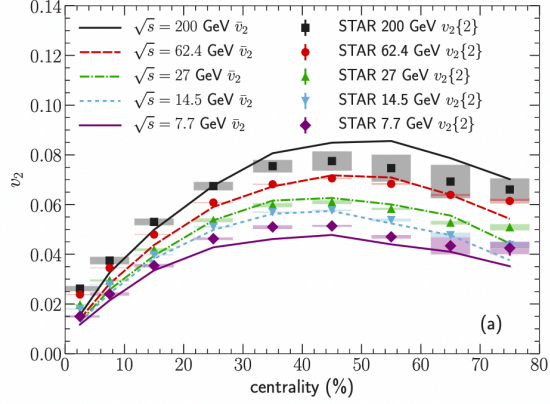 (a)
√s = 200 GeV v̄₂ STAR 200 GeV v₂{2}
√s = 62.4 GeV v̄₂ STAR 62.4 GeV v₂{2}
√s = 27 GeV v̄₂ STAR 27 GeV v₂{2}
√s = 14.5 GeV v̄₂ STAR 14.5 GeV v₂{2}
√s = 7.7 GeV v̄₂ STAR 7.7 GeV v₂{2}
0.14
0.12
0.10
0.08
0.06
0.04
0.02
0.00
v₂
(a)
0 10 20 30 40 50 60 70 80
centrality (%)